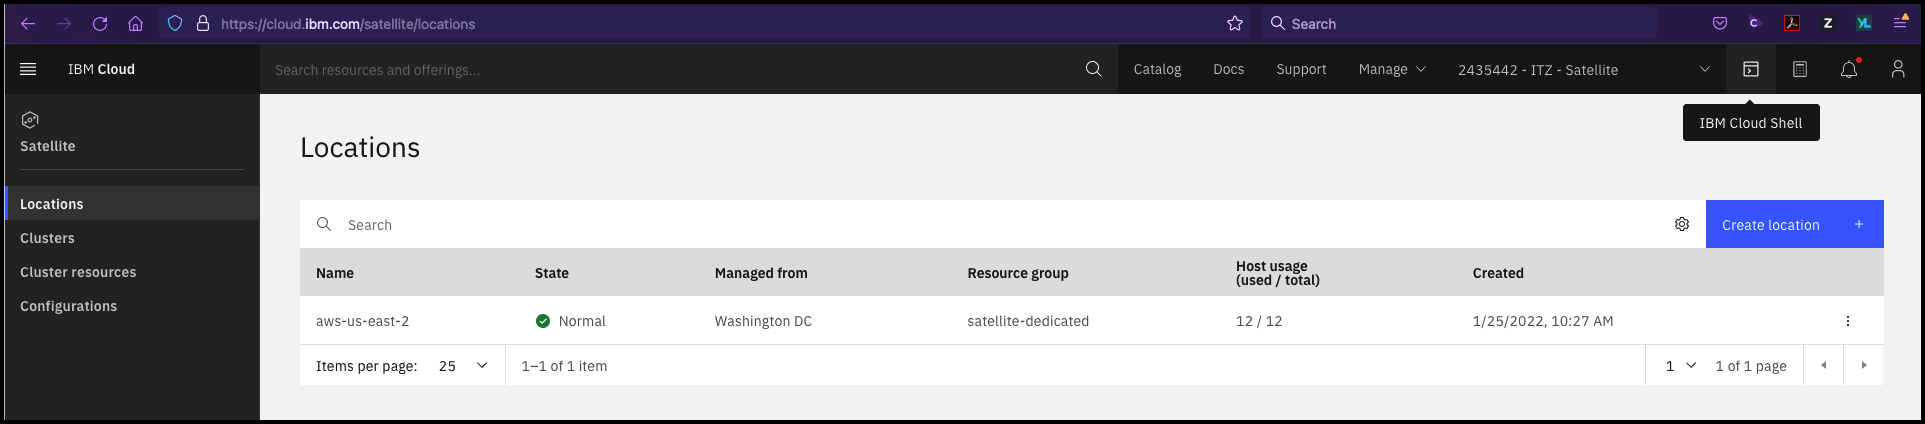 https://cloud.ibm.com/satellite/locations
Search
IBM Cloud
Search resources and offerings...
Catalog
Docs
Support
Manage
2435442 - ITZ - Satellite
IBM Cloud Shell
Satellite
Locations
Clusters
Cluster resources
Configurations
Locations
Search
Create location +
Name State Managed from Resource group Host usage
(used / total) Created
aws-us-east-2 Normal Washington DC satellite-dedicated 12 / 12 1/25/2022, 10:27 AM
Items per page: 25 1–1 of 1 item 1 1 of 1 page